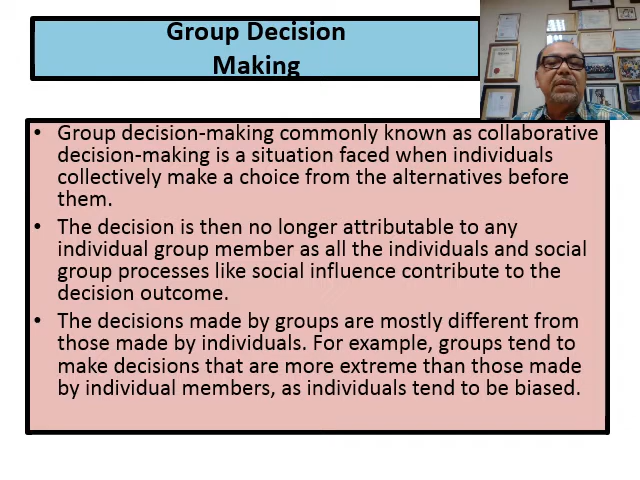 Group Decision
Making
• Group decision-making commonly known as collaborative
decision-making is a situation faced when individuals
collectively make a choice from the alternatives before
them.
• The decision is then no longer attributable to any
individual group member as all the individuals and social
group processes like social influence contribute to the
decision outcome.
• The decisions made by groups are mostly different from
those made by individuals. For example, groups tend to
make decisions that are more extreme than those made
by individual members, as individuals tend to be biased.